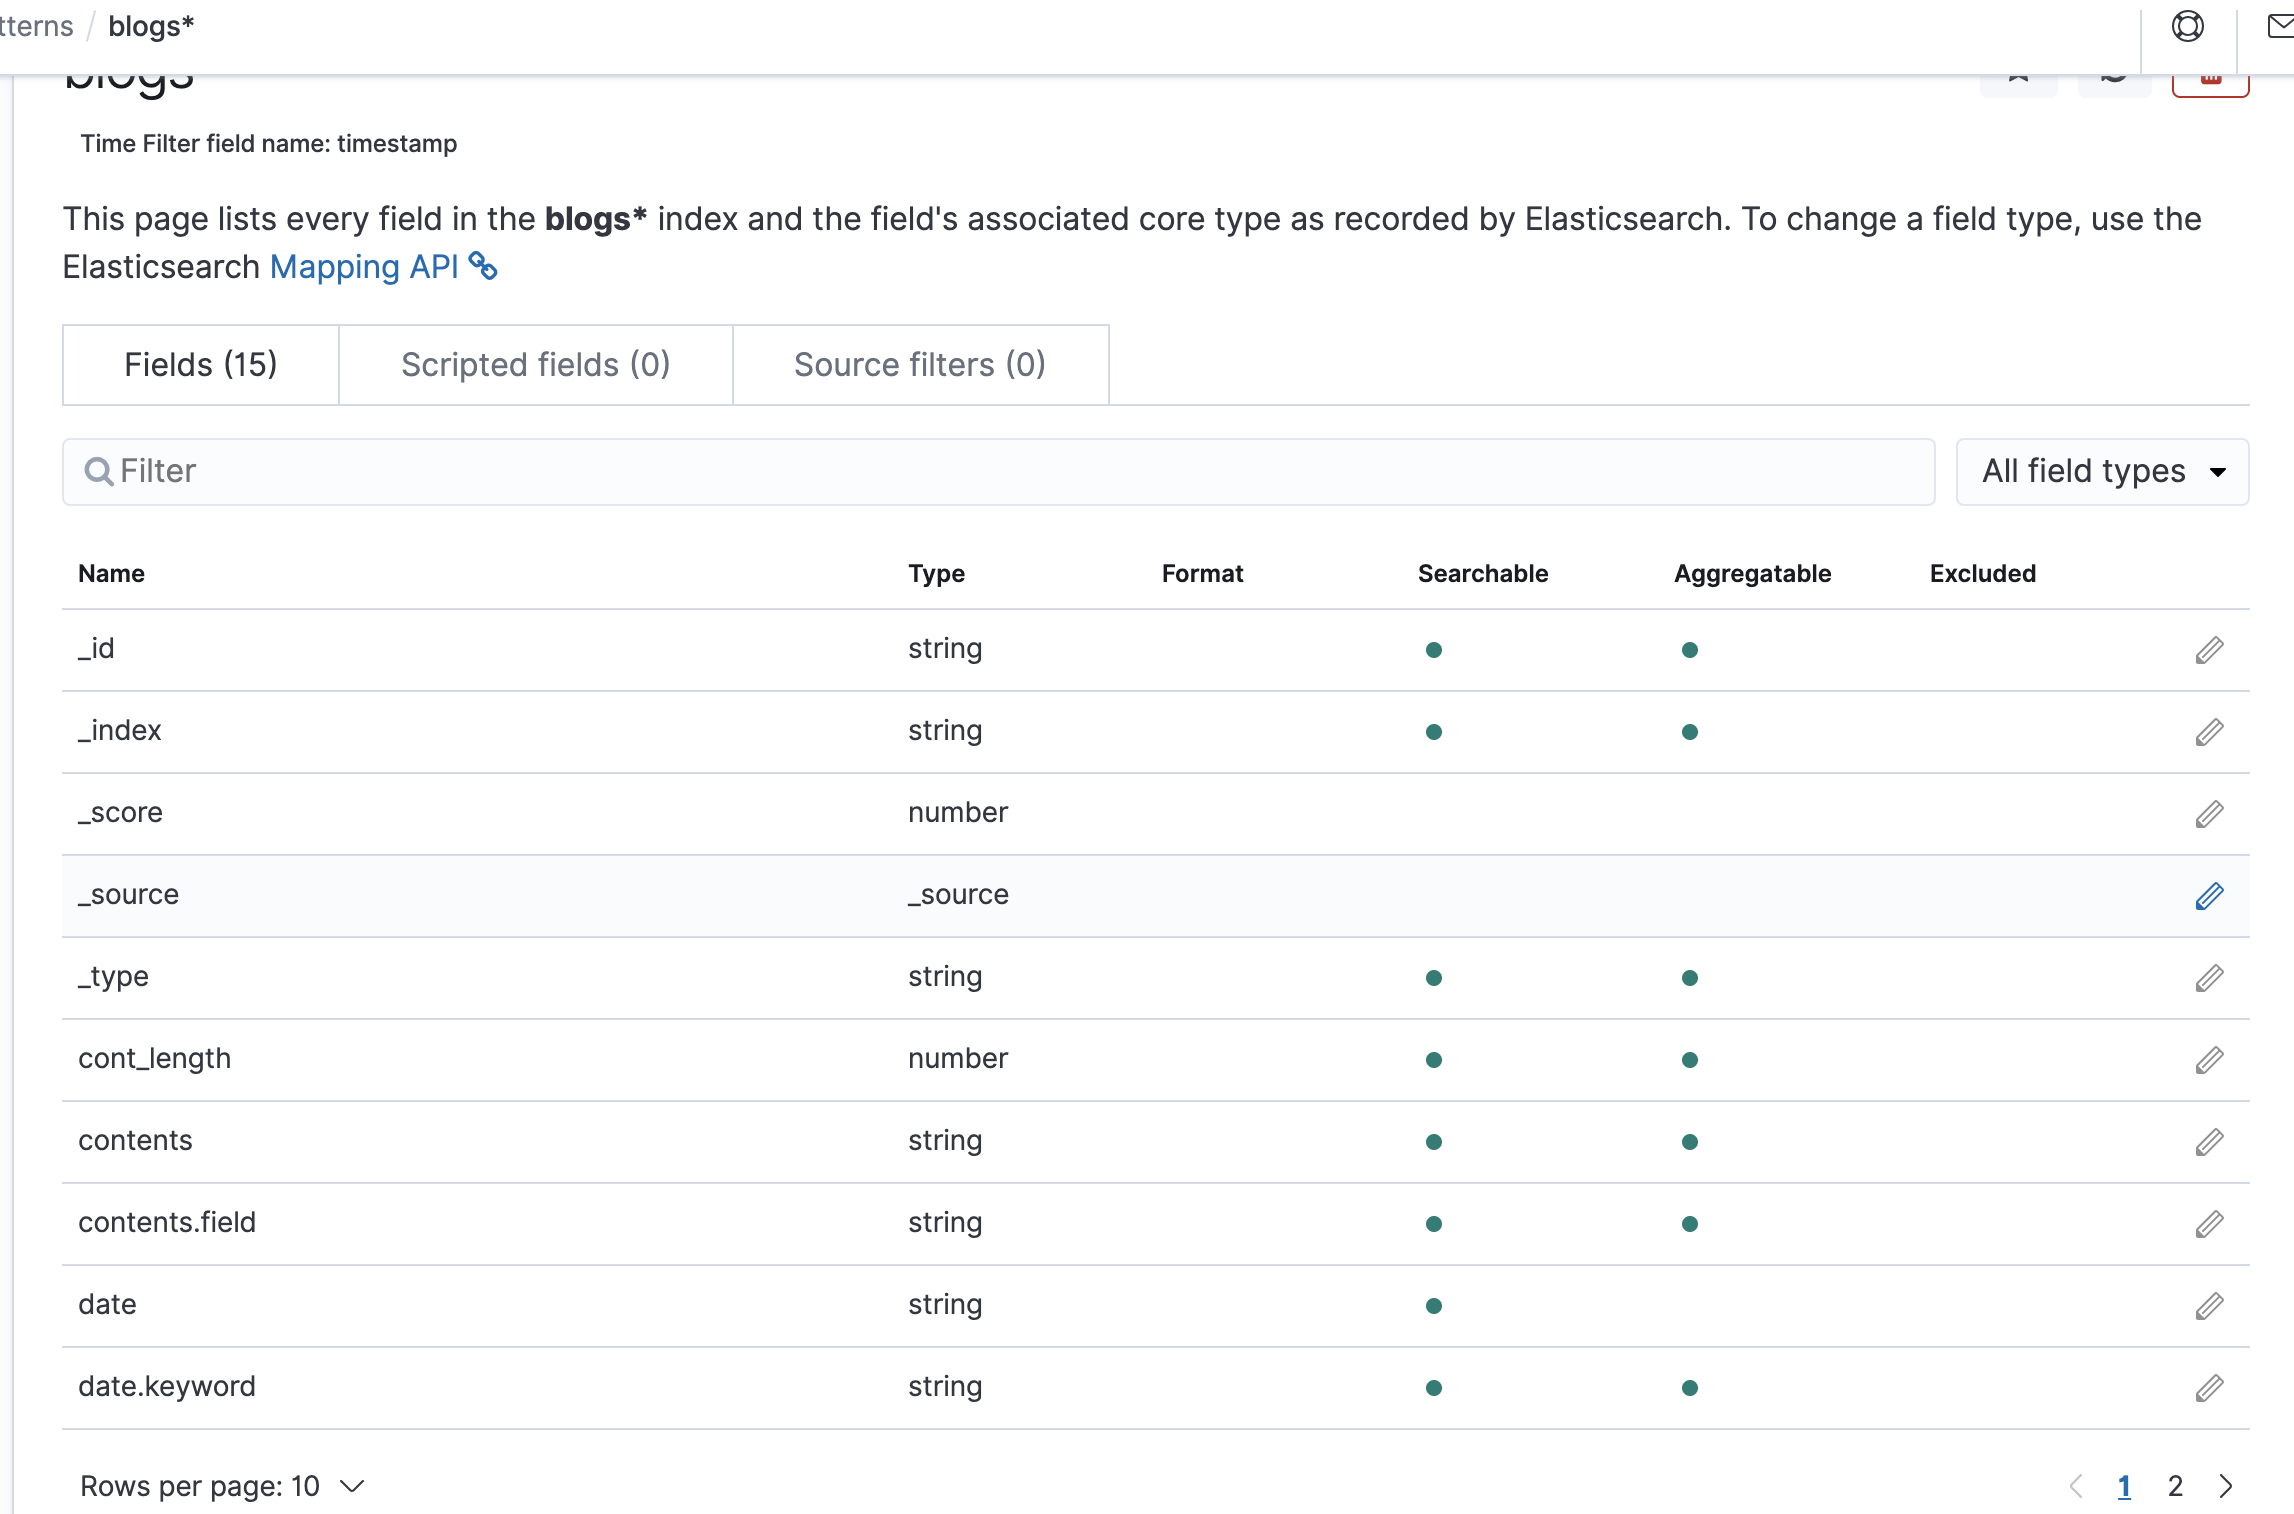 tterns / blogs*
blogs
Time Filter field name: timestamp
This page lists every field in the blogs* index and the field's associated core type as recorded by Elasticsearch. To change a field type, use the
Elasticsearch Mapping API
Fields (15) Scripted fields (0) Source filters (0)
Filter All field types
Name Type Format Searchable Aggregatable Excluded
_id string
_index string
_score number
_source _source
_type string
cont_length number
contents string
contents.field string
date string
date.keyword string
Rows per page: 10 1 2